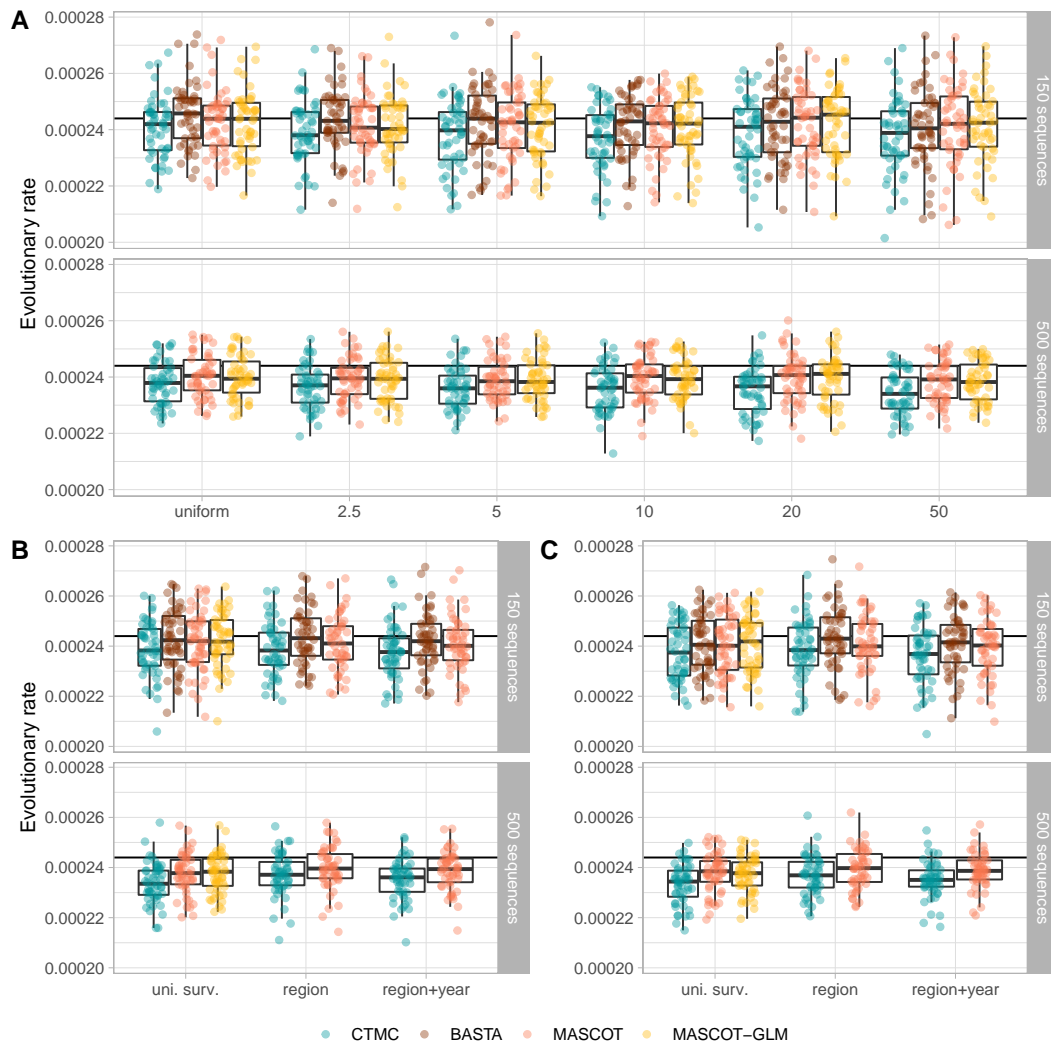 A
Evolutionary rate
0.00028
0.00026
0.00024
0.00022
0.00020
150 sequences
0.00028
0.00026
0.00024
0.00022
0.00020
500 sequences
uniform 2.5 5 10 20 50
B
Evolutionary rate
0.00028
0.00026
0.00024
0.00022
0.00020
150 sequences
0.00028
0.00026
0.00024
0.00022
0.00020
500 sequences
uni. surv. region region+year
C
0.00028
0.00026
0.00024
0.00022
0.00020
150 sequences
0.00028
0.00026
0.00024
0.00022
0.00020
500 sequences
uni. surv. region region+year
CTMC BASTA MASCOT MASCOT−GLM